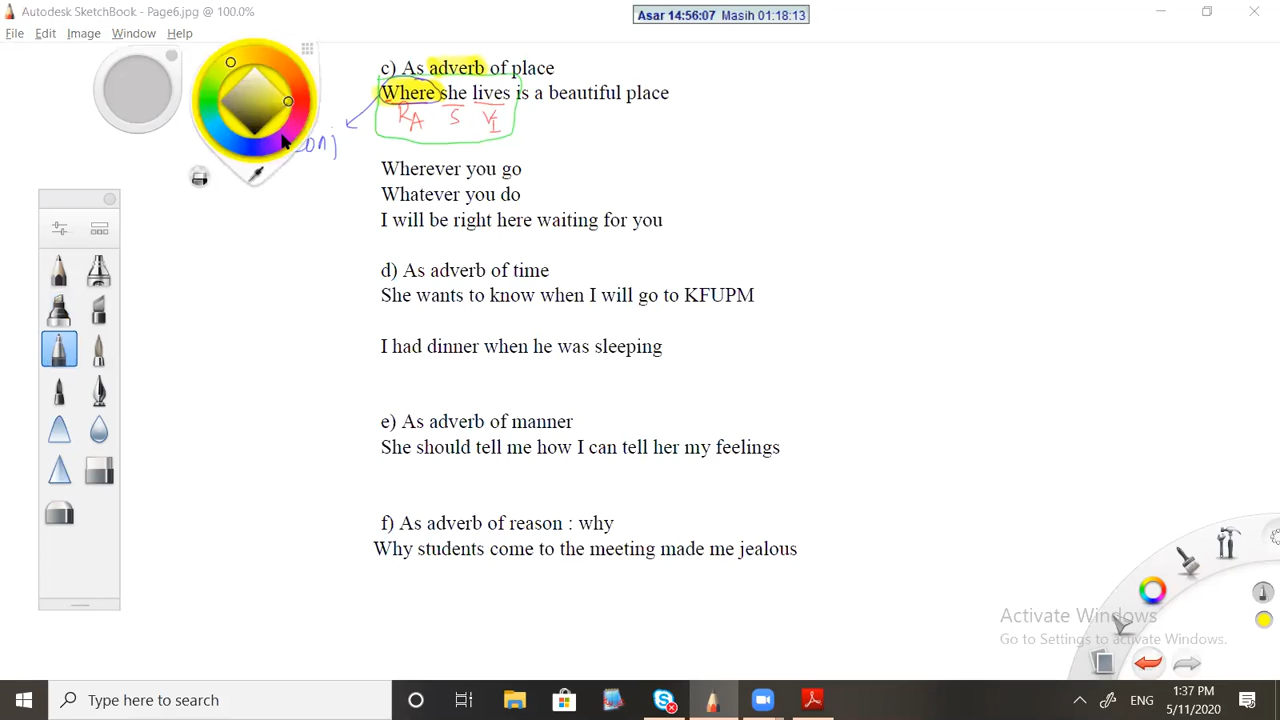 Autodesk SketchBook - Page6.jpg @ 100.0%
Asar 14:56:07 Masih 01:18:13
File Edit Image Window Help
c) As adverb of place
Where she lives is a beautiful place
RA S VI
conj
Wherever you go
Whatever you do
I will be right here waiting for you
d) As adverb of time
She wants to know when I will go to KFUPM
I had dinner when he was sleeping
e) As adverb of manner
She should tell me how I can tell her my feelings
f) As adverb of reason : why
Why students come to the meeting made me jealous
Activate Windows
Go to Settings to activate Windows.
Type here to search
ENG
1:37 PM
5/11/2020